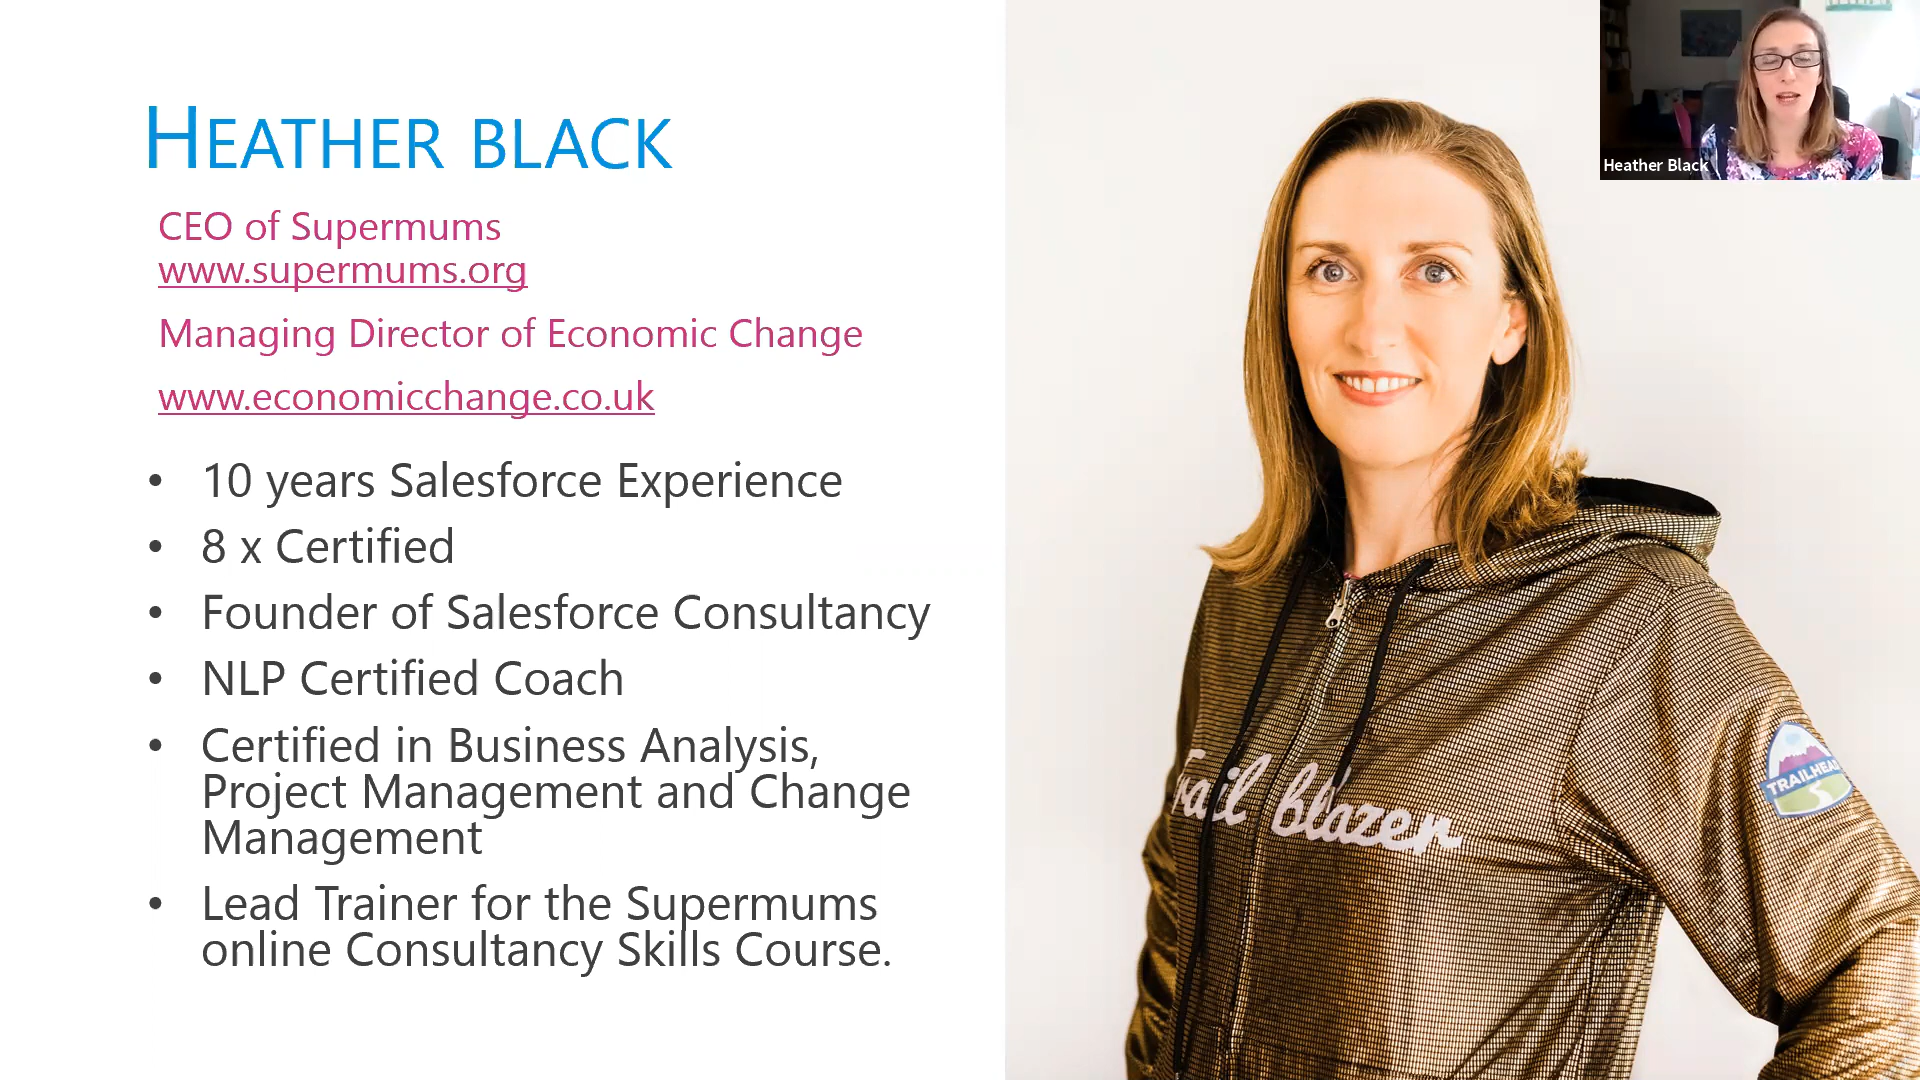 HEATHER BLACK
CEO of Supermums
www.supermums.org
Managing Director of Economic Change
www.economicchange.co.uk
• 10 years Salesforce Experience
• 8 x Certified
• Founder of Salesforce Consultancy
• NLP Certified Coach
• Certified in Business Analysis,
Project Management and Change
Management
• Lead Trainer for the Supermums
online Consultancy Skills Course.
Heather Black
Trail blazer
TRAILHEAD